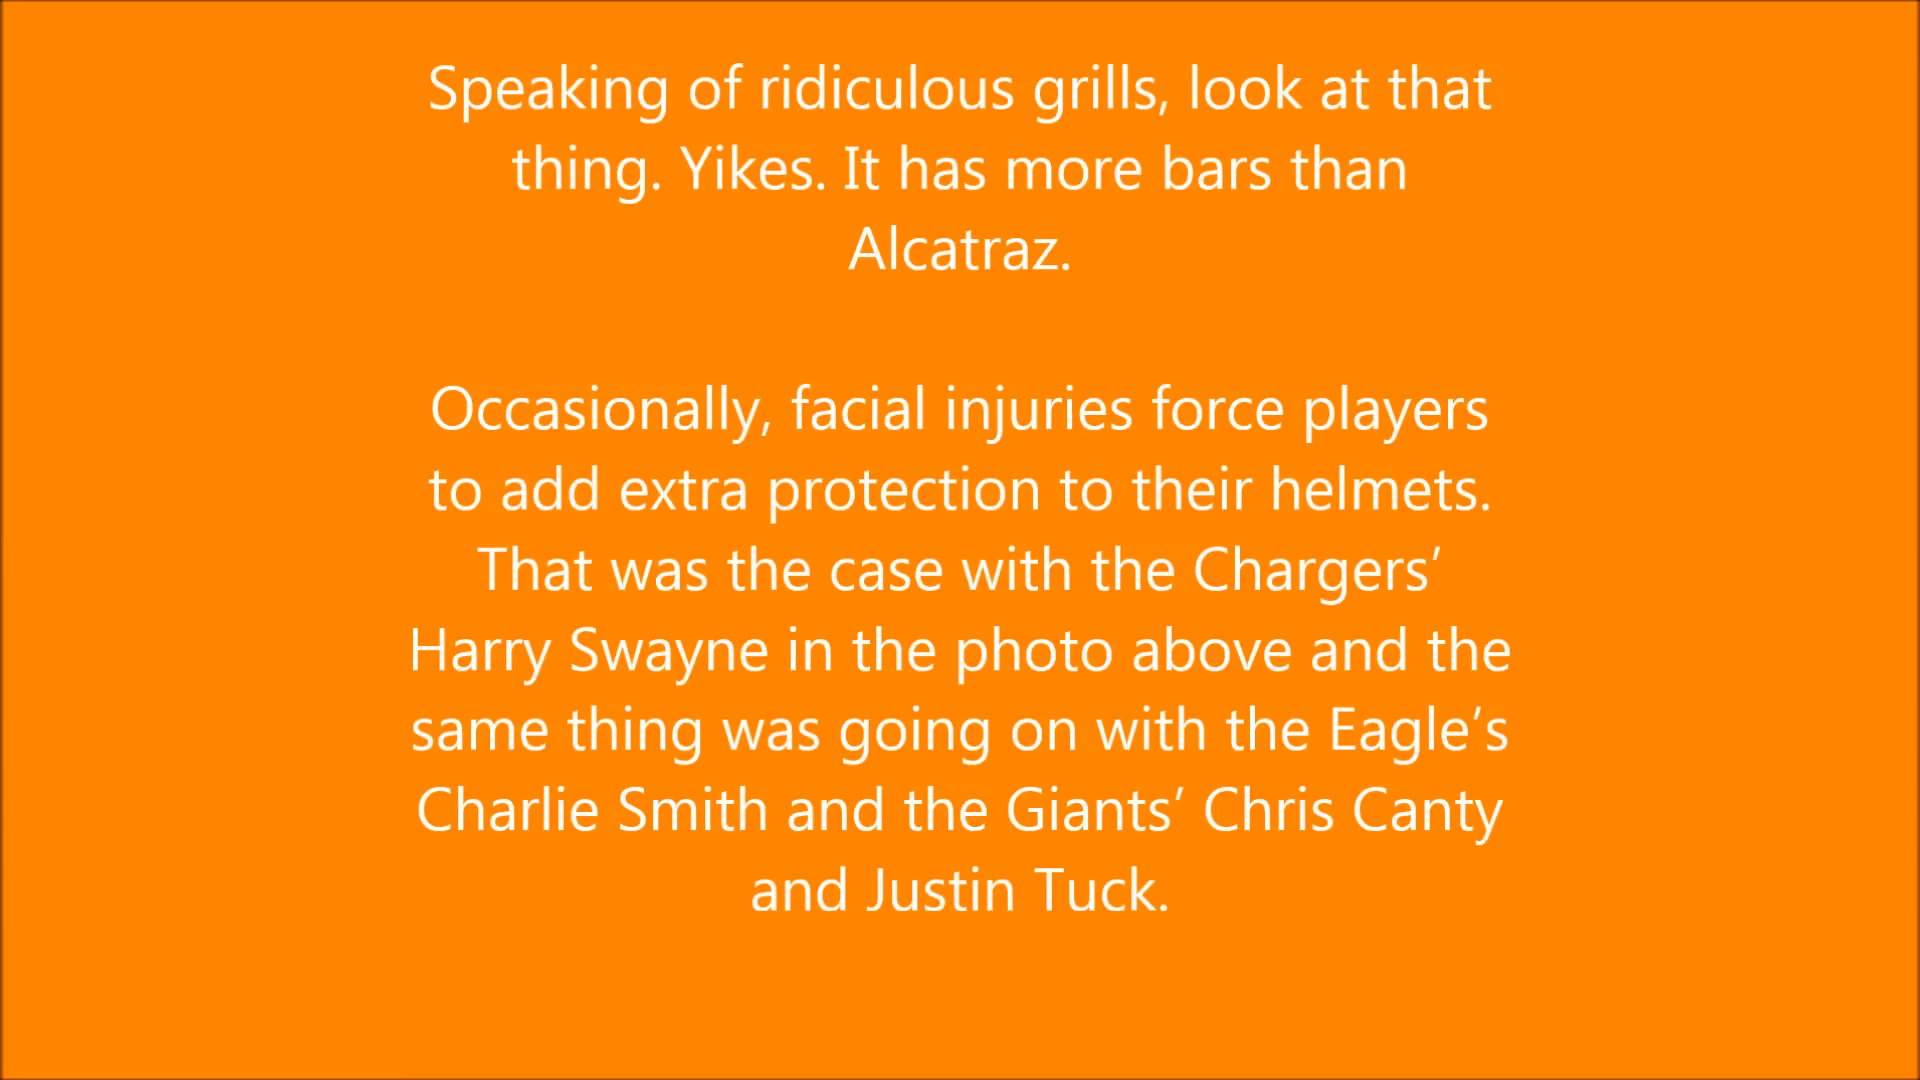 Speaking of ridiculous grills, look at that
thing. Yikes. It has more bars than
Alcatraz.
Occasionally, facial injuries force players
to add extra protection to their helmets.
That was the case with the Chargers’
Harry Swayne in the photo above and the
same thing was going on with the Eagle’s
Charlie Smith and the Giants’ Chris Canty
and Justin Tuck.